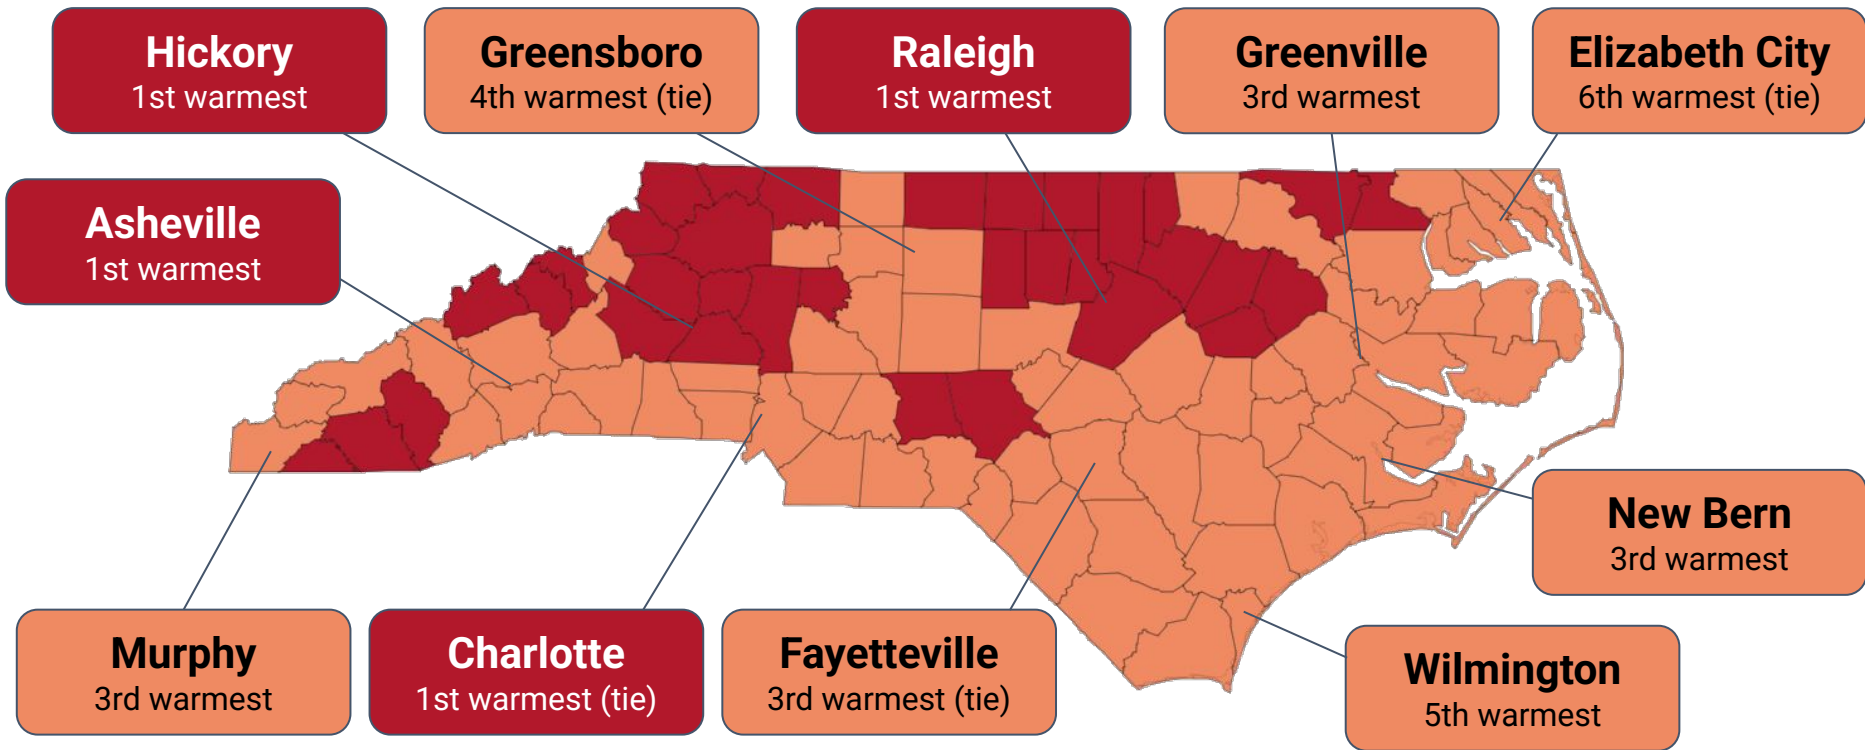 Hickory
1st warmest
Greensboro
4th warmest (tie)
Raleigh
1st warmest
Greenville
3rd warmest
Elizabeth City
6th warmest (tie)
Asheville
1st warmest
New Bern
3rd warmest
Murphy
3rd warmest
Charlotte
1st warmest (tie)
Fayetteville
3rd warmest (tie)
Wilmington
5th warmest